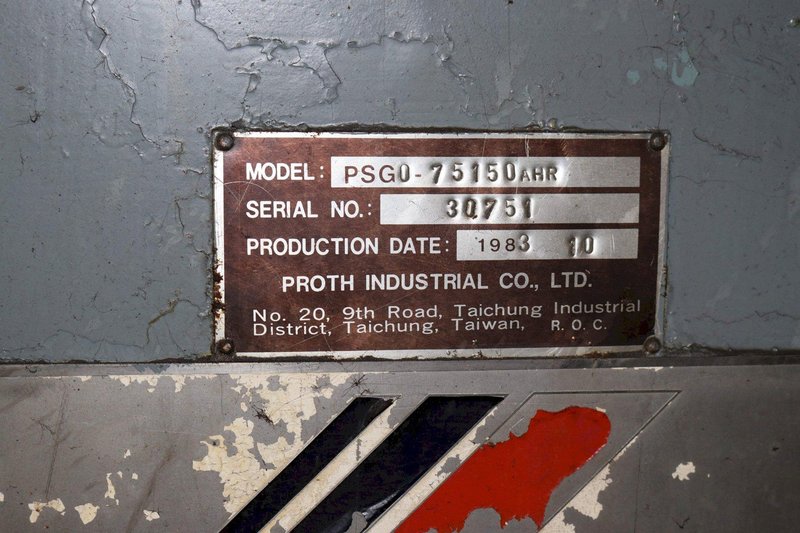 MODEL: PSGO-75150AHR
SERIAL NO.: 30751
PRODUCTION DATE: 1983 10
PROTH INDUSTRIAL CO., LTD.
No. 20, 9th Road, Taichung Industrial
District, Taichung, Taiwan, R. O. C.